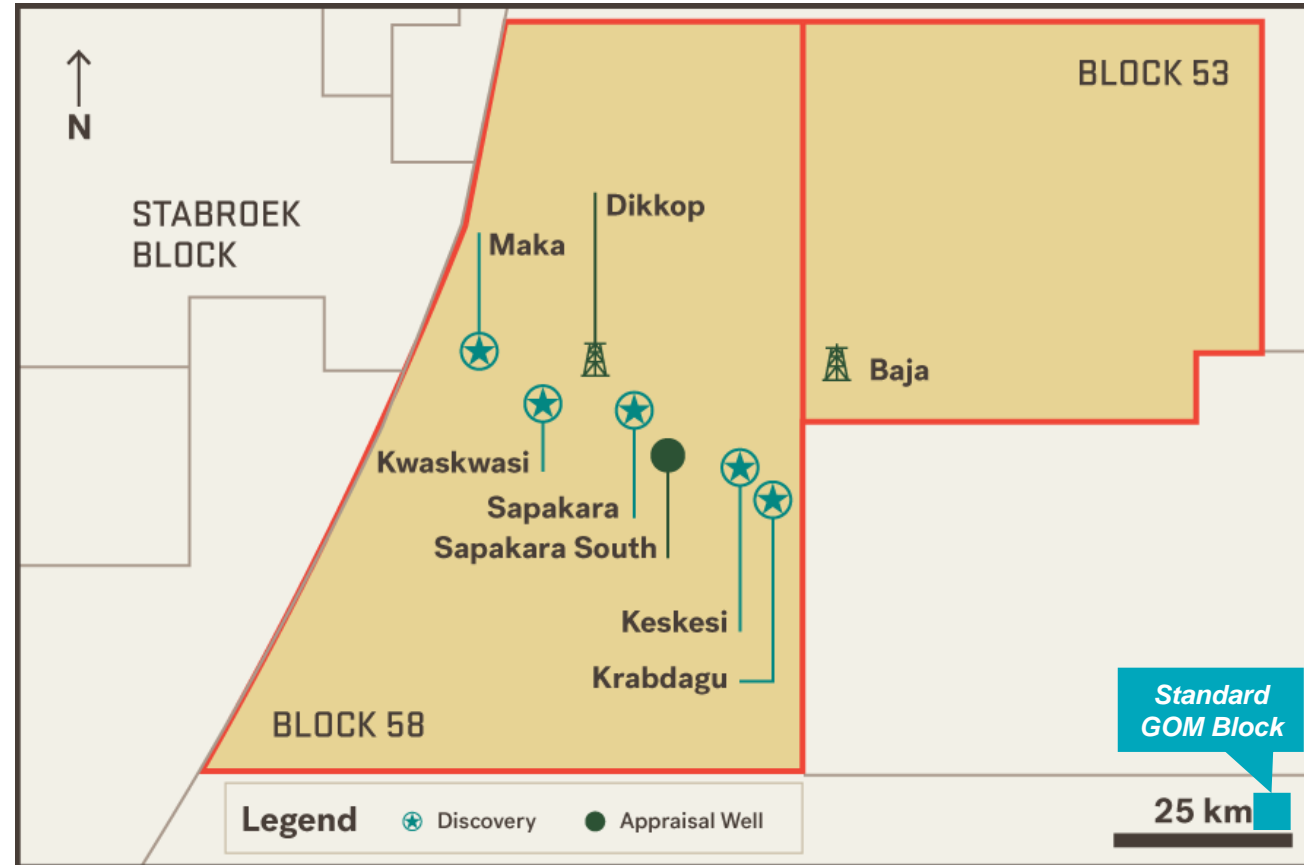 BLOCK 53
N
STABROEK
BLOCK
Dikkop
Maka
Baja
Kwaskwasi
Sapakara
Sapakara South
Keskesi
Krabdagu
BLOCK 58
Standard
GOM Block
25 km
Legend
Discovery
Appraisal Well